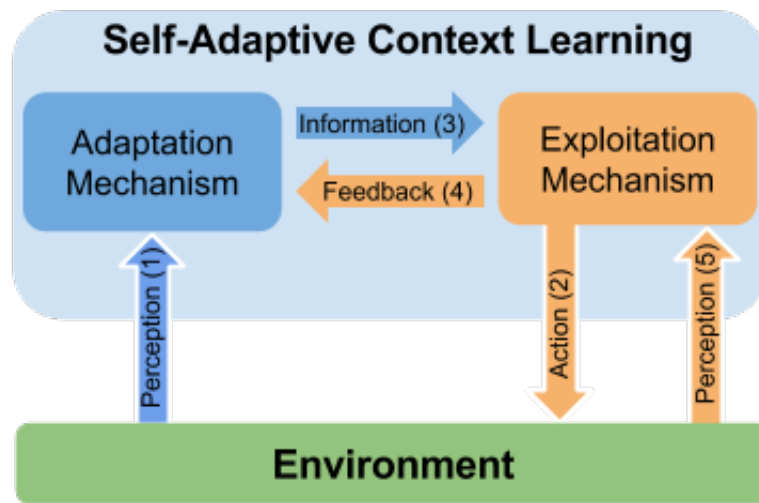 Self-Adaptive Context Learning
Adaptation
Mechanism
Information (3)
Feedback (4)
Exploitation
Mechanism
Perception (1)
Action (2)
Perception (5)
Environment